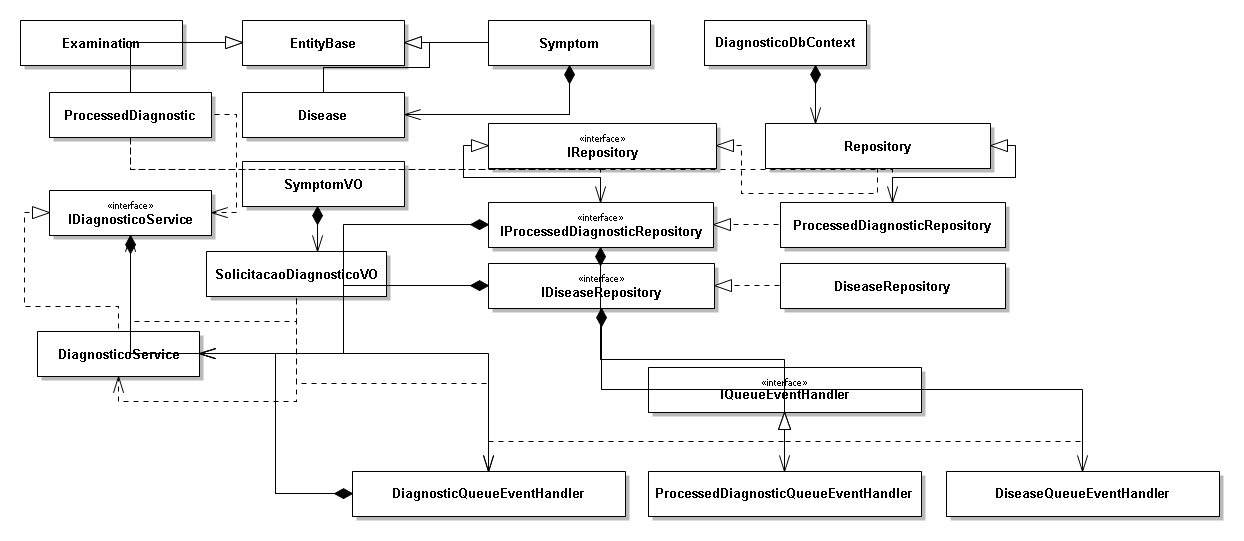 Examination
EntityBase
Symptom
DiagnosticoDbContext
ProcessedDiagnostic
Disease
«interface»
IRepository
Repository
SymptomVO
«interface»
IDiagnosticoService
«interface»
IProcessedDiagnosticRepository
ProcessedDiagnosticRepository
SolicitacaoDiagnosticoVO
«interface»
IDiseaseRepository
DiseaseRepository
DiagnosticoService
«interface»
IQueueEventHandler
DiagnosticQueueEventHandler
ProcessedDiagnosticQueueEventHandler
DiseaseQueueEventHandler